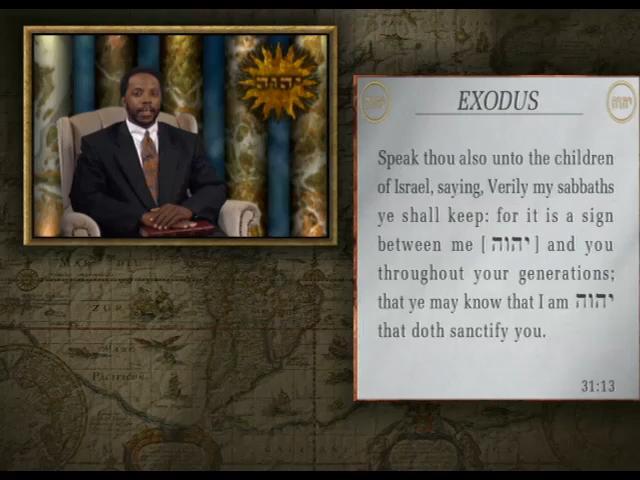 יהוה
EXODUS
Speak thou also unto the children
of Israel, saying, Verily my sabbaths
ye shall keep: for it is a sign
between me [ יהוה ] and you
throughout your generations;
that ye may know that I am יהוה
that doth sanctify you.
31:13
Pacificum